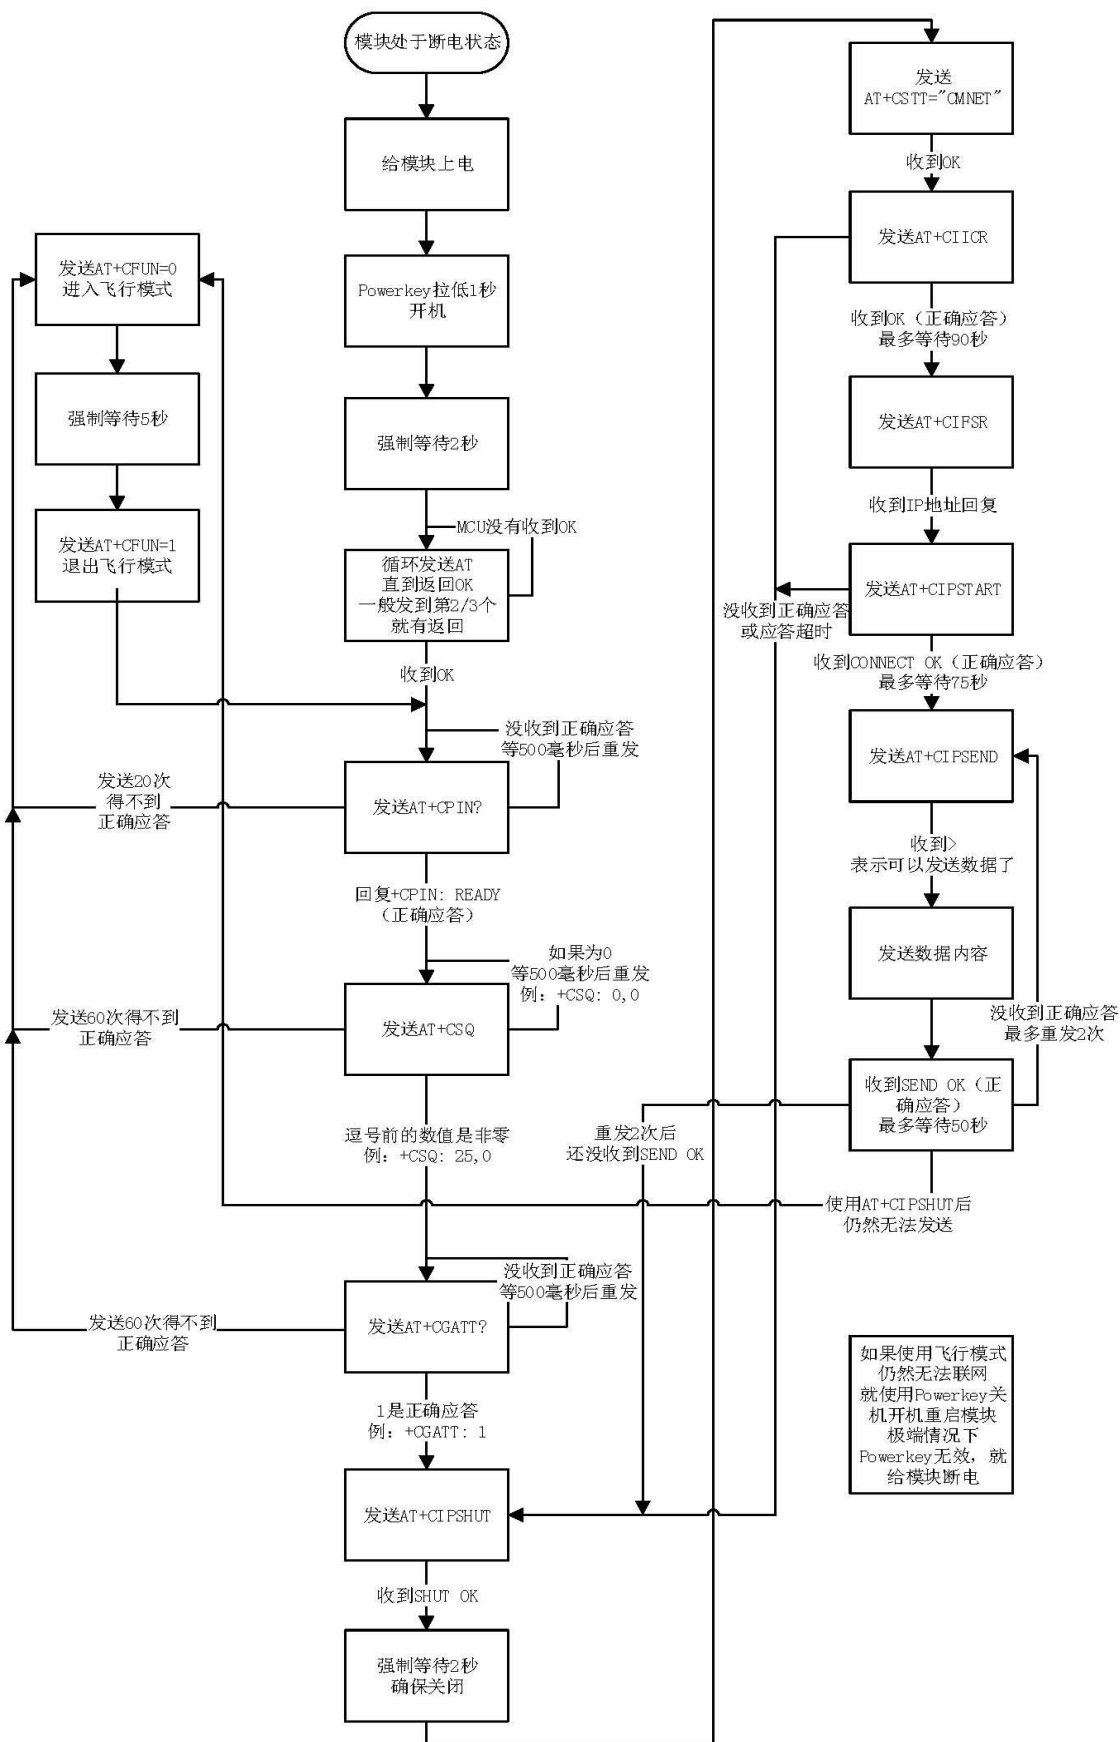 模块处于断电状态
给模块上电
Powerkey拉低1秒
开机
强制等待2秒
MCU没有收到OK
循环发送AT
直到返回OK
一般发到第2/3个
就有返回
收到OK
发送AT+CFUN=0
进入飞行模式
强制等待5秒
发送AT+CFUN=1
退出飞行模式
没收到正确应答
等500毫秒后重发
发送AT+CPIN?
发送20次
得不到
正确应答
回复+CPIN: READY
（正确应答）
如果为0
等500毫秒后重发
例：+CSQ: 0,0
发送AT+CSQ
发送60次得不到
正确应答
逗号前的数值是非零
例：+CSQ: 25,0
没收到正确应答
等500毫秒后重发
发送AT+CGATT?
发送60次得不到
正确应答
1是正确应答
例：+CGATT: 1
发送AT+CIPSHUT
收到SHUT OK
强制等待2秒
确保关闭
发送
AT+CSTT="CMNET"
收到OK
发送AT+CIICR
收到OK（正确应答）
最多等待90秒
发送AT+CIFSR
收到IP地址回复
发送AT+CIPSTART
没收到正确应答
或应答超时
收到CONNECT OK（正确应答）
最多等待75秒
发送AT+CIPSEND
收到>
表示可以发送数据了
发送数据内容
没收到正确应答
最多重发2次
收到SEND OK（正
确应答）
最多等待50秒
重发2次后
还没收到SEND OK
使用AT+CIPSHUT后
仍然无法发送
如果使用飞行模式
仍然无法联网
就使用Powerkey关
机开机重启模块
极端情况下
Powerkey无效，就
给模块断电